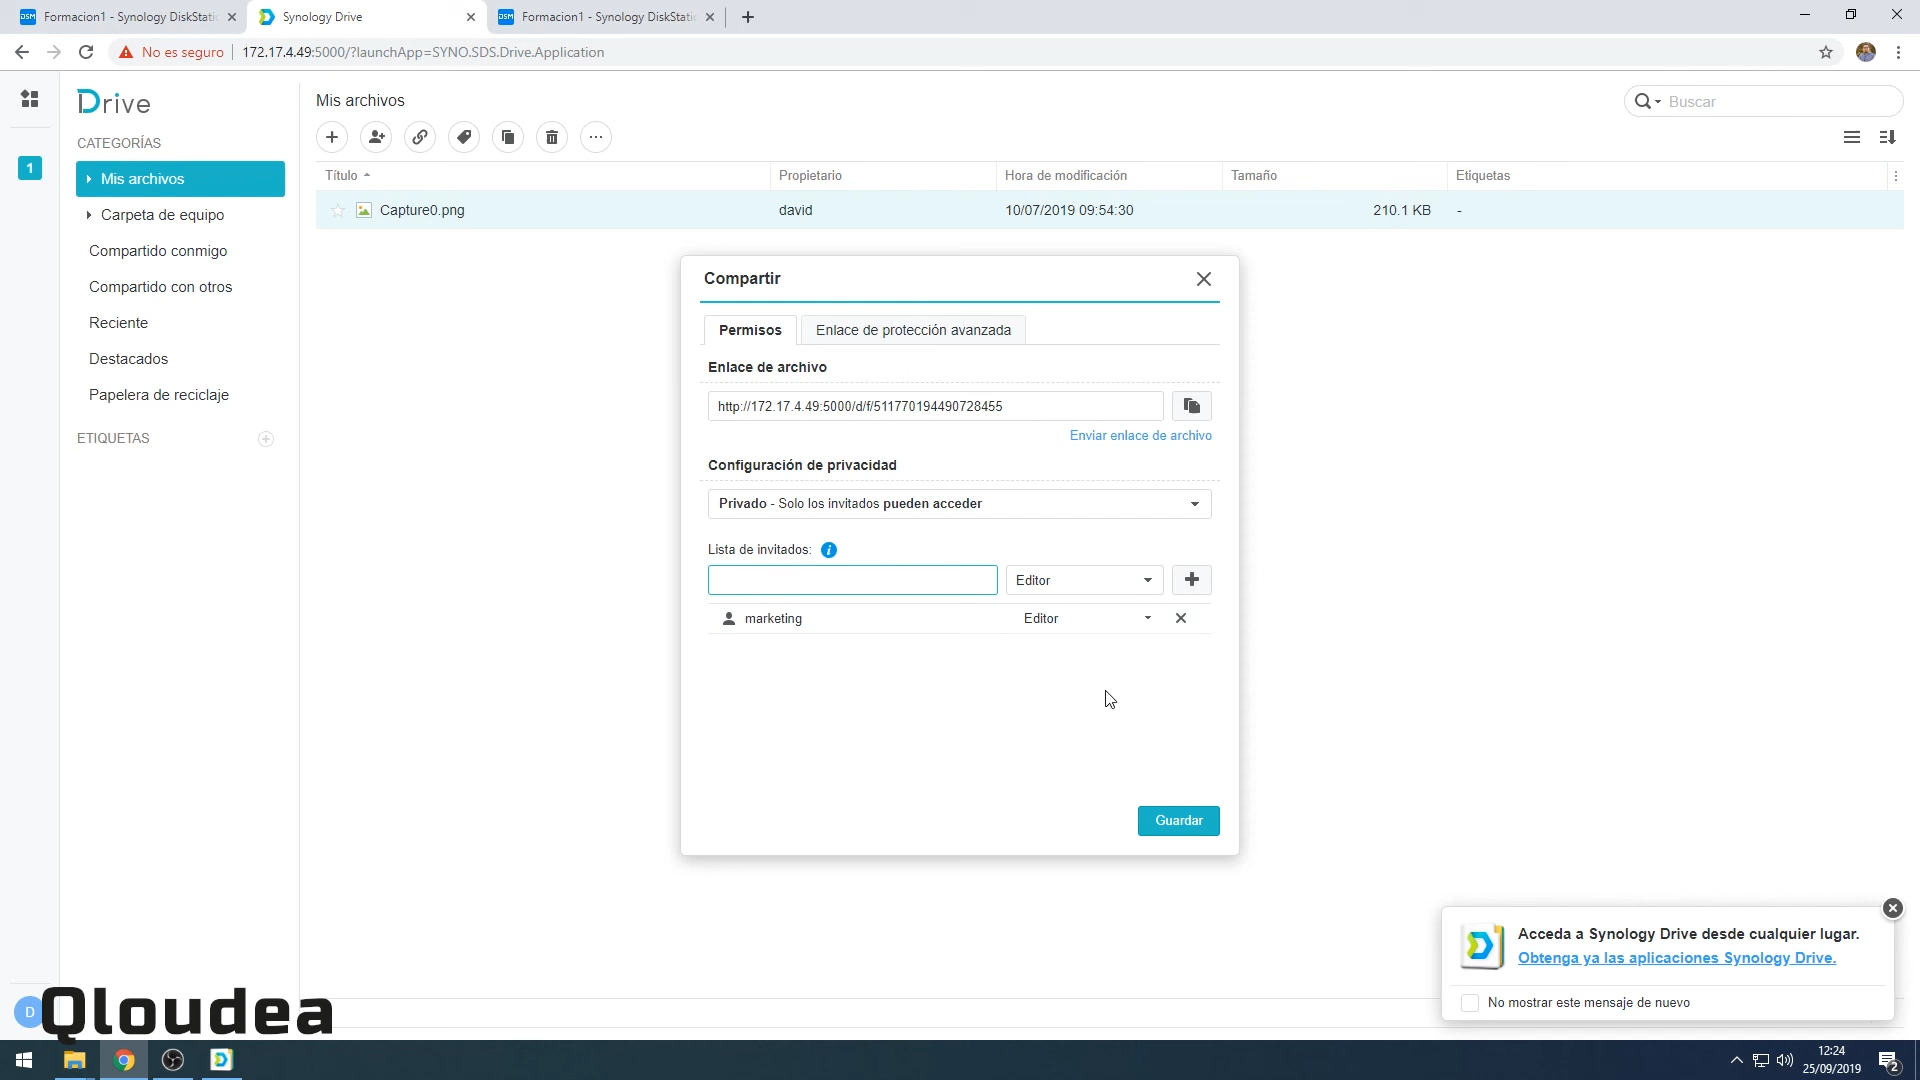 Formacion1 - Synology DiskStati
Synology Drive
Formacion1 - Synology DiskStati
No es seguro
172.17.4.49:5000/?launchApp=SYNO.SDS.Drive.Application
Drive
CATEGORÍAS
1
Mis archivos
Carpeta de equipo
Compartido conmigo
Compartido con otros
Reciente
Destacados
Papelera de reciclaje
ETIQUETAS
Mis archivos
Buscar
Título
Propietario
Hora de modificación
Tamaño
Etiquetas
Capture0.png
david
10/07/2019 09:54:30
210.1 KB
-
Compartir
Permisos
Enlace de protección avanzada
Enlace de archivo
http://172.17.4.49:5000/d/f/511770194490728455
Enviar enlace de archivo
Configuración de privacidad
Privado - Solo los invitados pueden acceder
Lista de invitados:
Editor
marketing
Editor
Guardar
Acceda a Synology Drive desde cualquier lugar.
Obtenga ya las aplicaciones Synology Drive.
No mostrar este mensaje de nuevo
D
Qloudea
12:24
25/09/2019
2